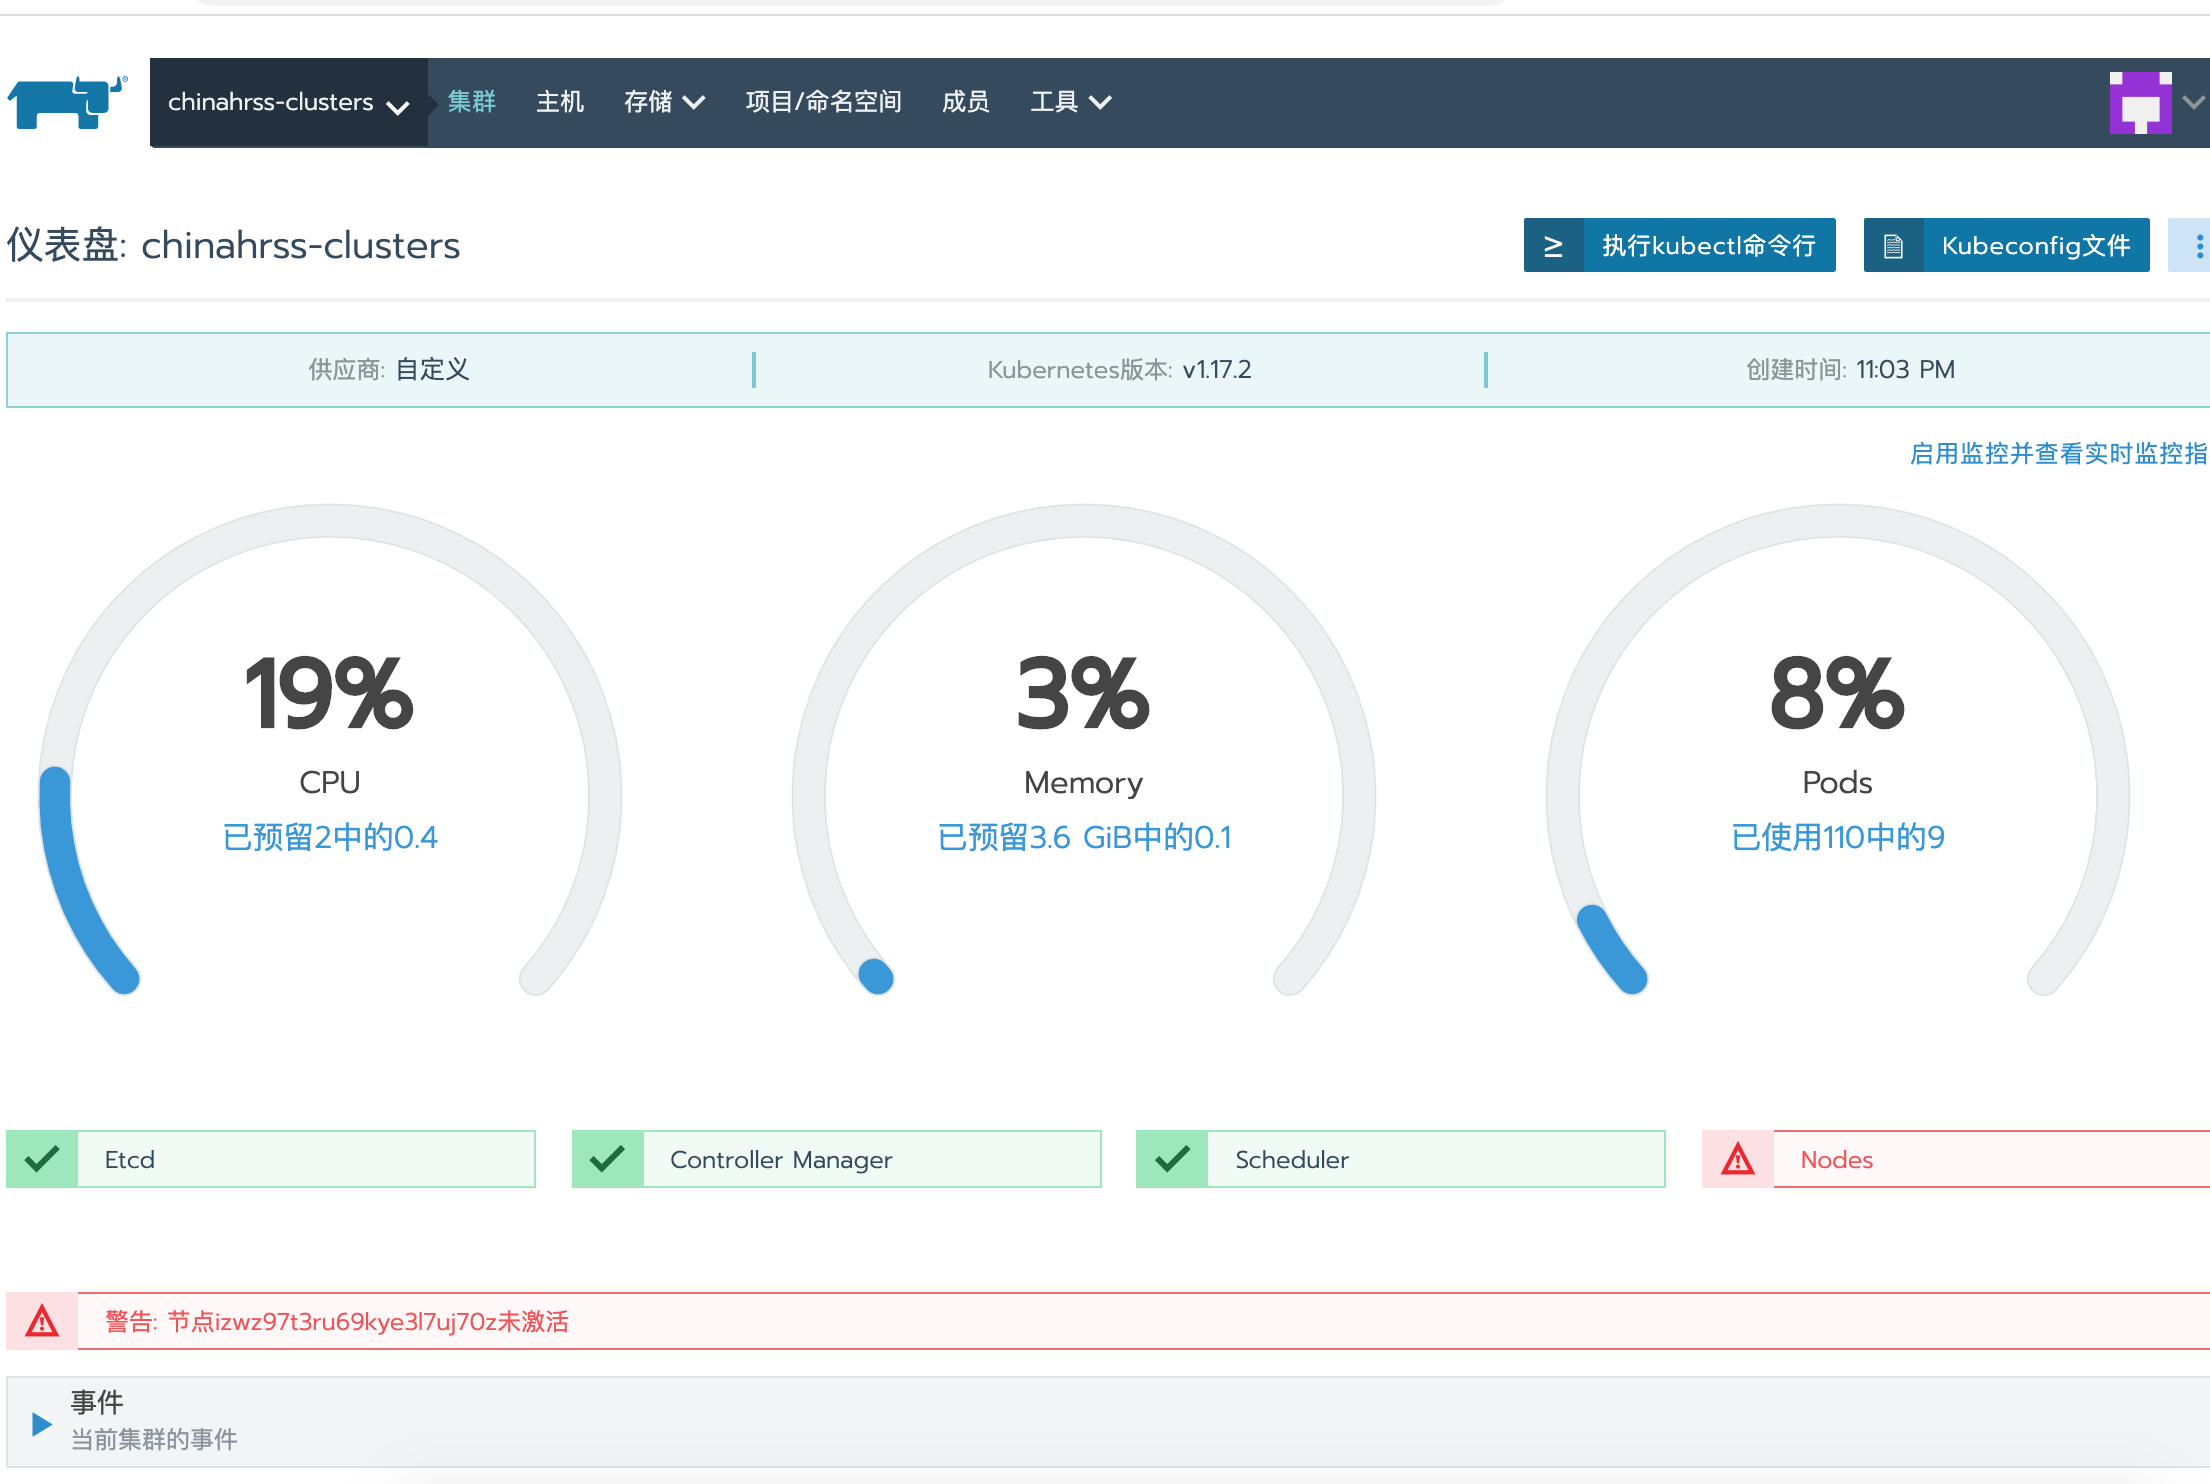 chinahrss-clusters 集群 主机 存储 项目/命名空间 成员 工具
仪表盘: chinahrss-clusters
执行kubectl命令行
Kubeconfig文件
供应商: 自定义
Kubernetes版本: v1.17.2
创建时间: 11:03 PM
启用监控并查看实时监控指
19%
CPU
已预留2中的0.4
3%
Memory
已预留3.6 GiB中的0.1
8%
Pods
已使用110中的9
Etcd
Controller Manager
Scheduler
Nodes
警告: 节点izwz97t3ru69kye3l7uj70z未激活
事件
当前集群的事件